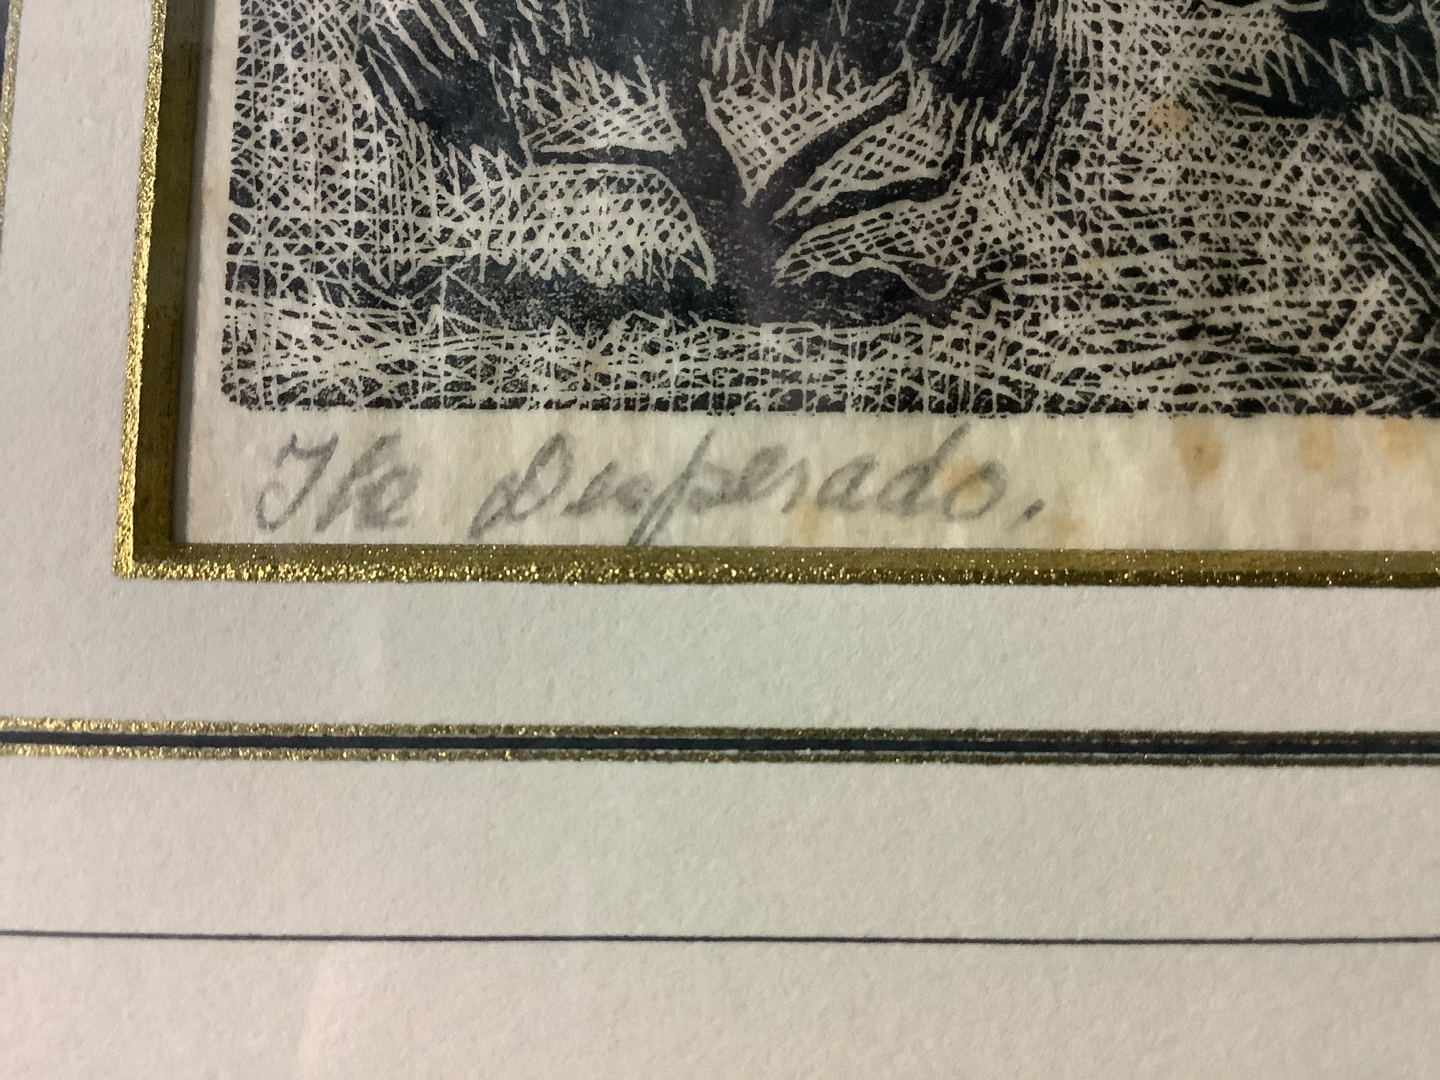 The Desperado.